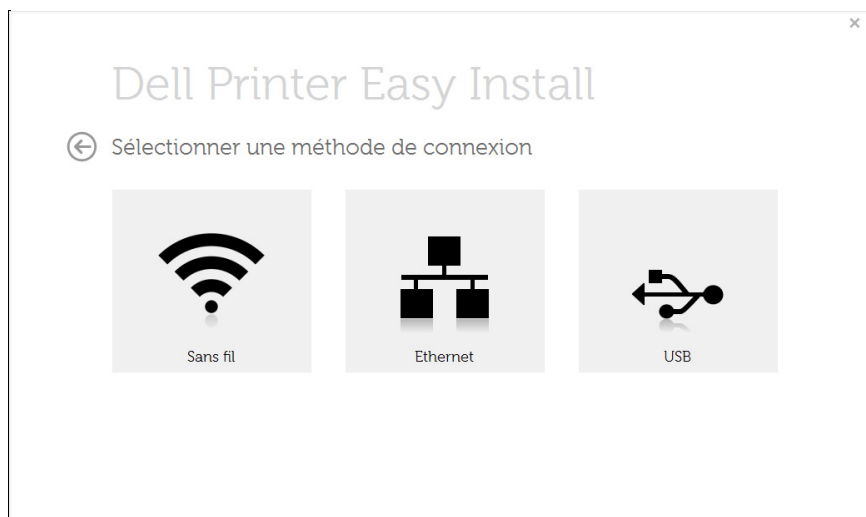 Dell Printer Easy Install
Sélectionner une méthode de connexion
Sans fil
Ethernet
USB